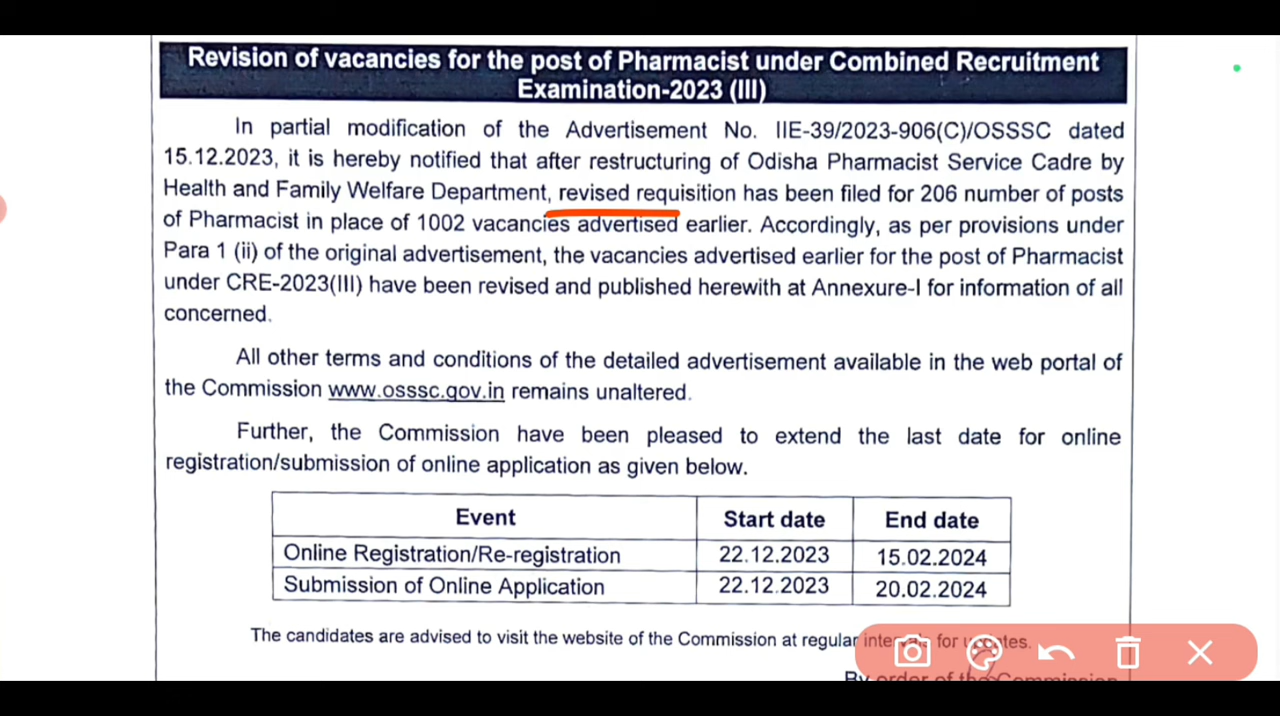 Revision of vacancies for the post of Pharmacist under Combined Recruitment
Examination-2023 (III)
In partial modification of the Advertisement No. IIE-39/2023-906(C)/OSSSC dated
15.12.2023, it is hereby notified that after restructuring of Odisha Pharmacist Service Cadre by
Health and Family Welfare Department, revised requisition has been filed for 206 number of posts
of Pharmacist in place of 1002 vacancies advertised earlier. Accordingly, as per provisions under
Para 1 (ii) of the original advertisement, the vacancies advertised earlier for the post of Pharmacist
under CRE-2023(III) have been revised and published herewith at Annexure-I for information of all
concerned.
All other terms and conditions of the detailed advertisement available in the web portal of
the Commission www.osssc.gov.in remains unaltered.
Further, the Commission have been pleased to extend the last date for online
registration/submission of online application as given below.
Event Start date End date
Online Registration/Re-registration 22.12.2023 15.02.2024
Submission of Online Application 22.12.2023 20.02.2024
The candidates are advised to visit the website of the Commission at regular intervals for updates.
By order of the Commission